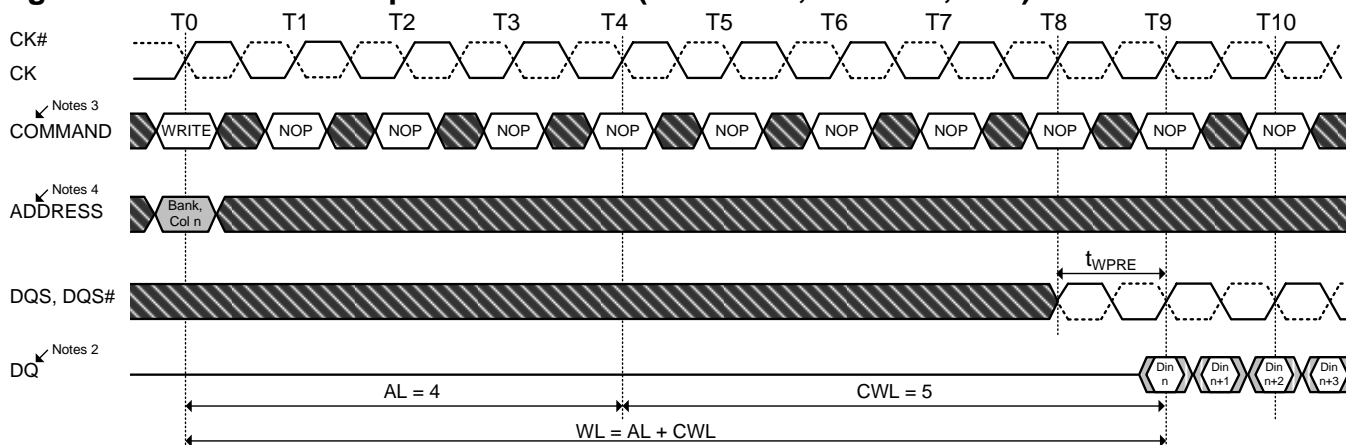 T0 T1 T2 T3 T4 T5 T6 T7 T8 T9 T10
CK#
CK
Notes 3
COMMAND WRITE NOP NOP NOP NOP NOP NOP NOP NOP NOP NOP
Notes 4
ADDRESS
Bank,
Col n
tWPRE
DQS, DQS#
Notes 2
DQ
Din
n
Din
n+1
Din
n+2
Din
n+3
AL = 4 CWL = 5
WL = AL + CWL